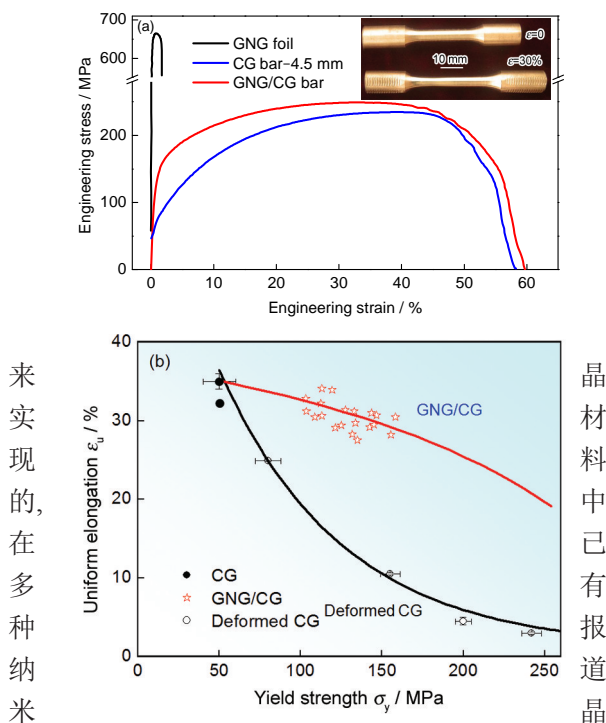 (a)
700
650
600
200
100
0
Engineering stress / MPa
GNG foil
CG bar–4.5 mm
GNG/CG bar
ε=0
10 mm
ε=30%
0 10 20 30 40 50 60
Engineering strain / %
(b)
40
30
20
10
0
Uniform elongation εu / %
GNG/CG
CG
GNG/CG
Deformed CG
Deformed CG
0 50 100 150 200 250
Yield strength σy / MPa
来
实
现
的,
在
多
种
纳
米
晶
材
料
中
已
有
报
道
晶